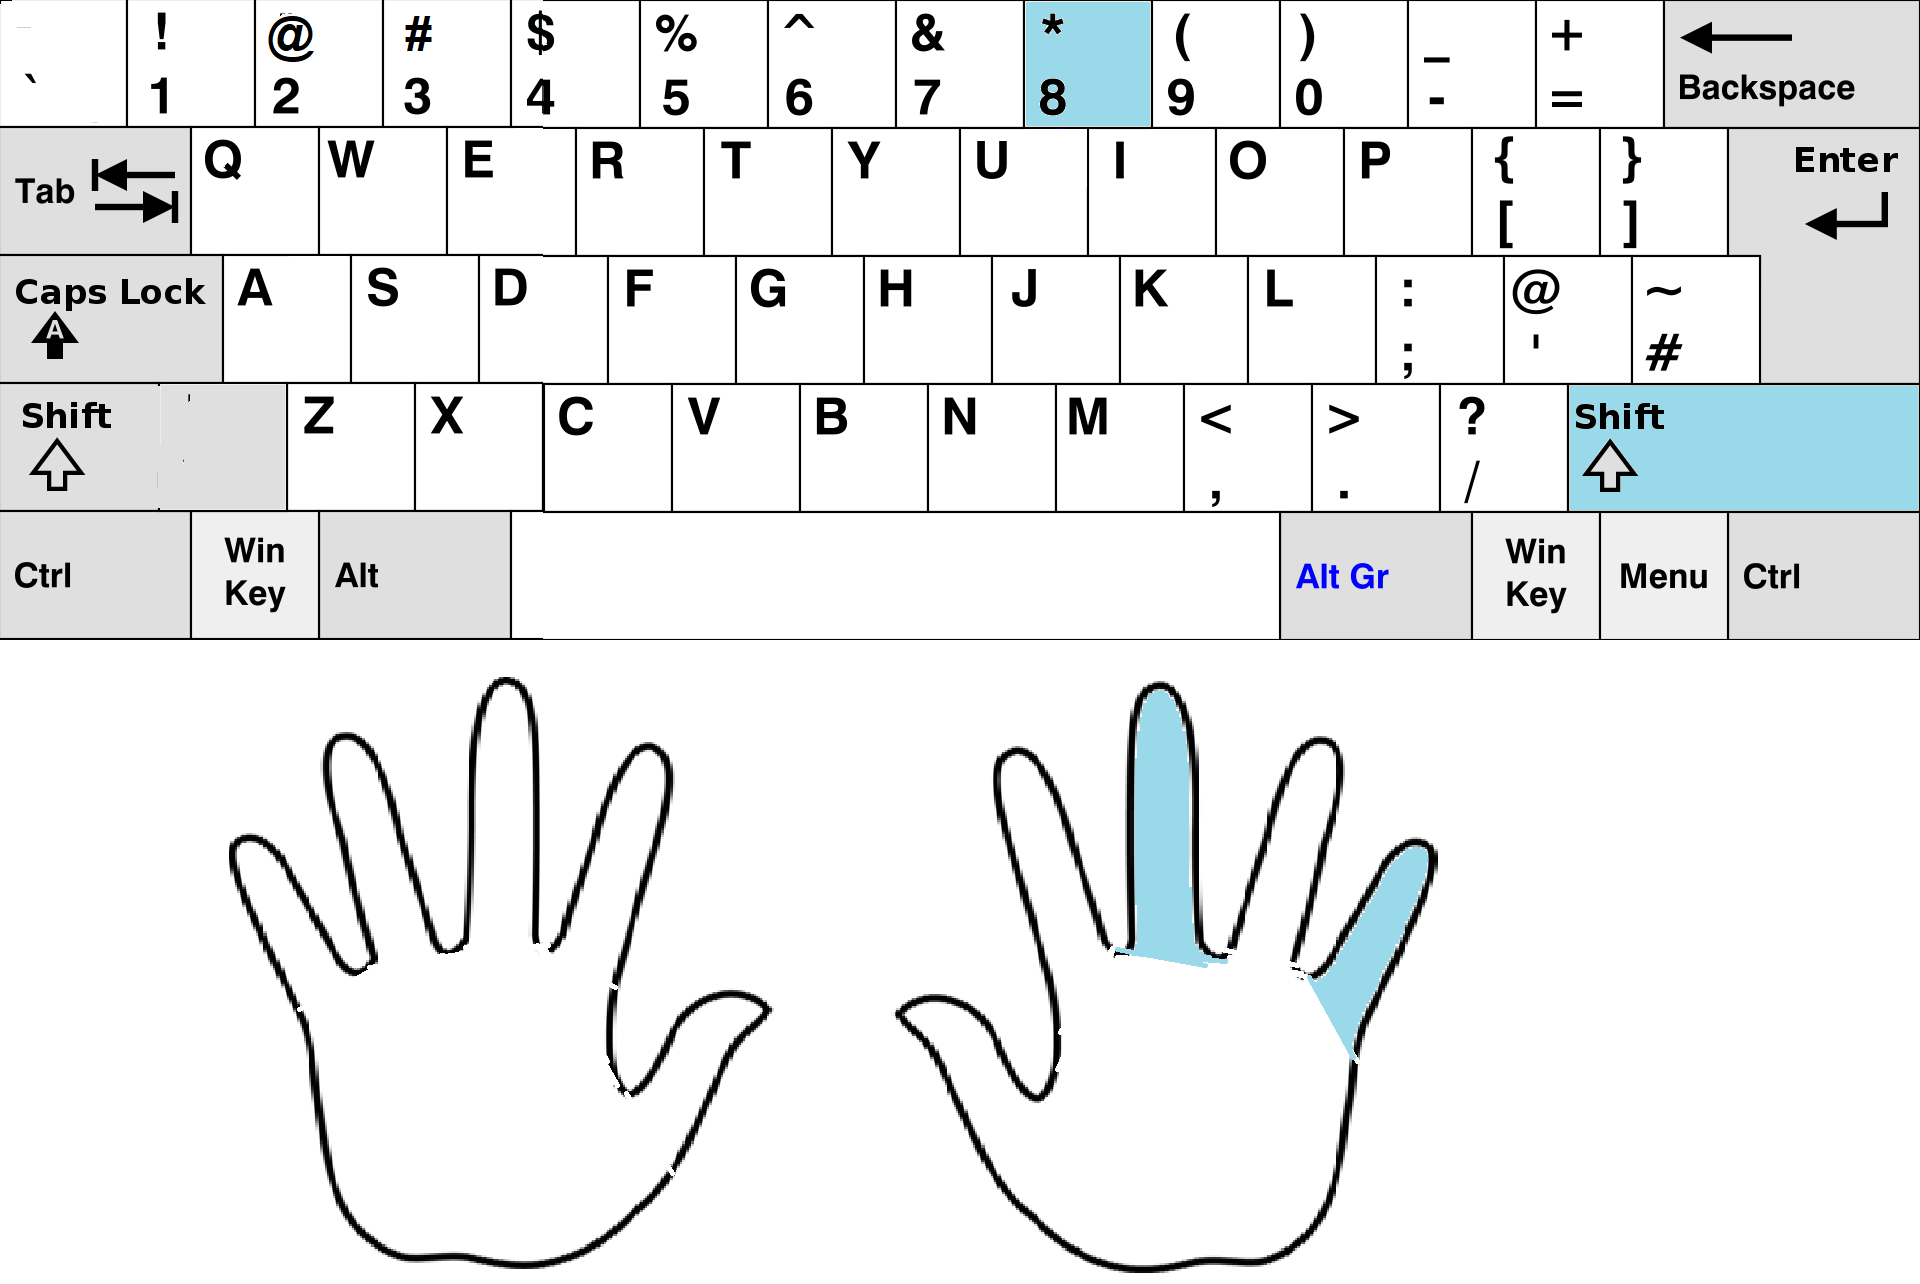 ! @ # $ % ^ & * ( ) _ +
` 1 2 3 4 5 6 7 8 9 0 - = Backspace
Tab Q W E R T Y U I O P { } Enter
[ ]
Caps Lock A S D F G H J K L : @ ~
A ; ' #
Shift Z X C V B N M < > ? Shift
, . /
Ctrl Win Key Alt Alt Gr Win Key Menu Ctrl